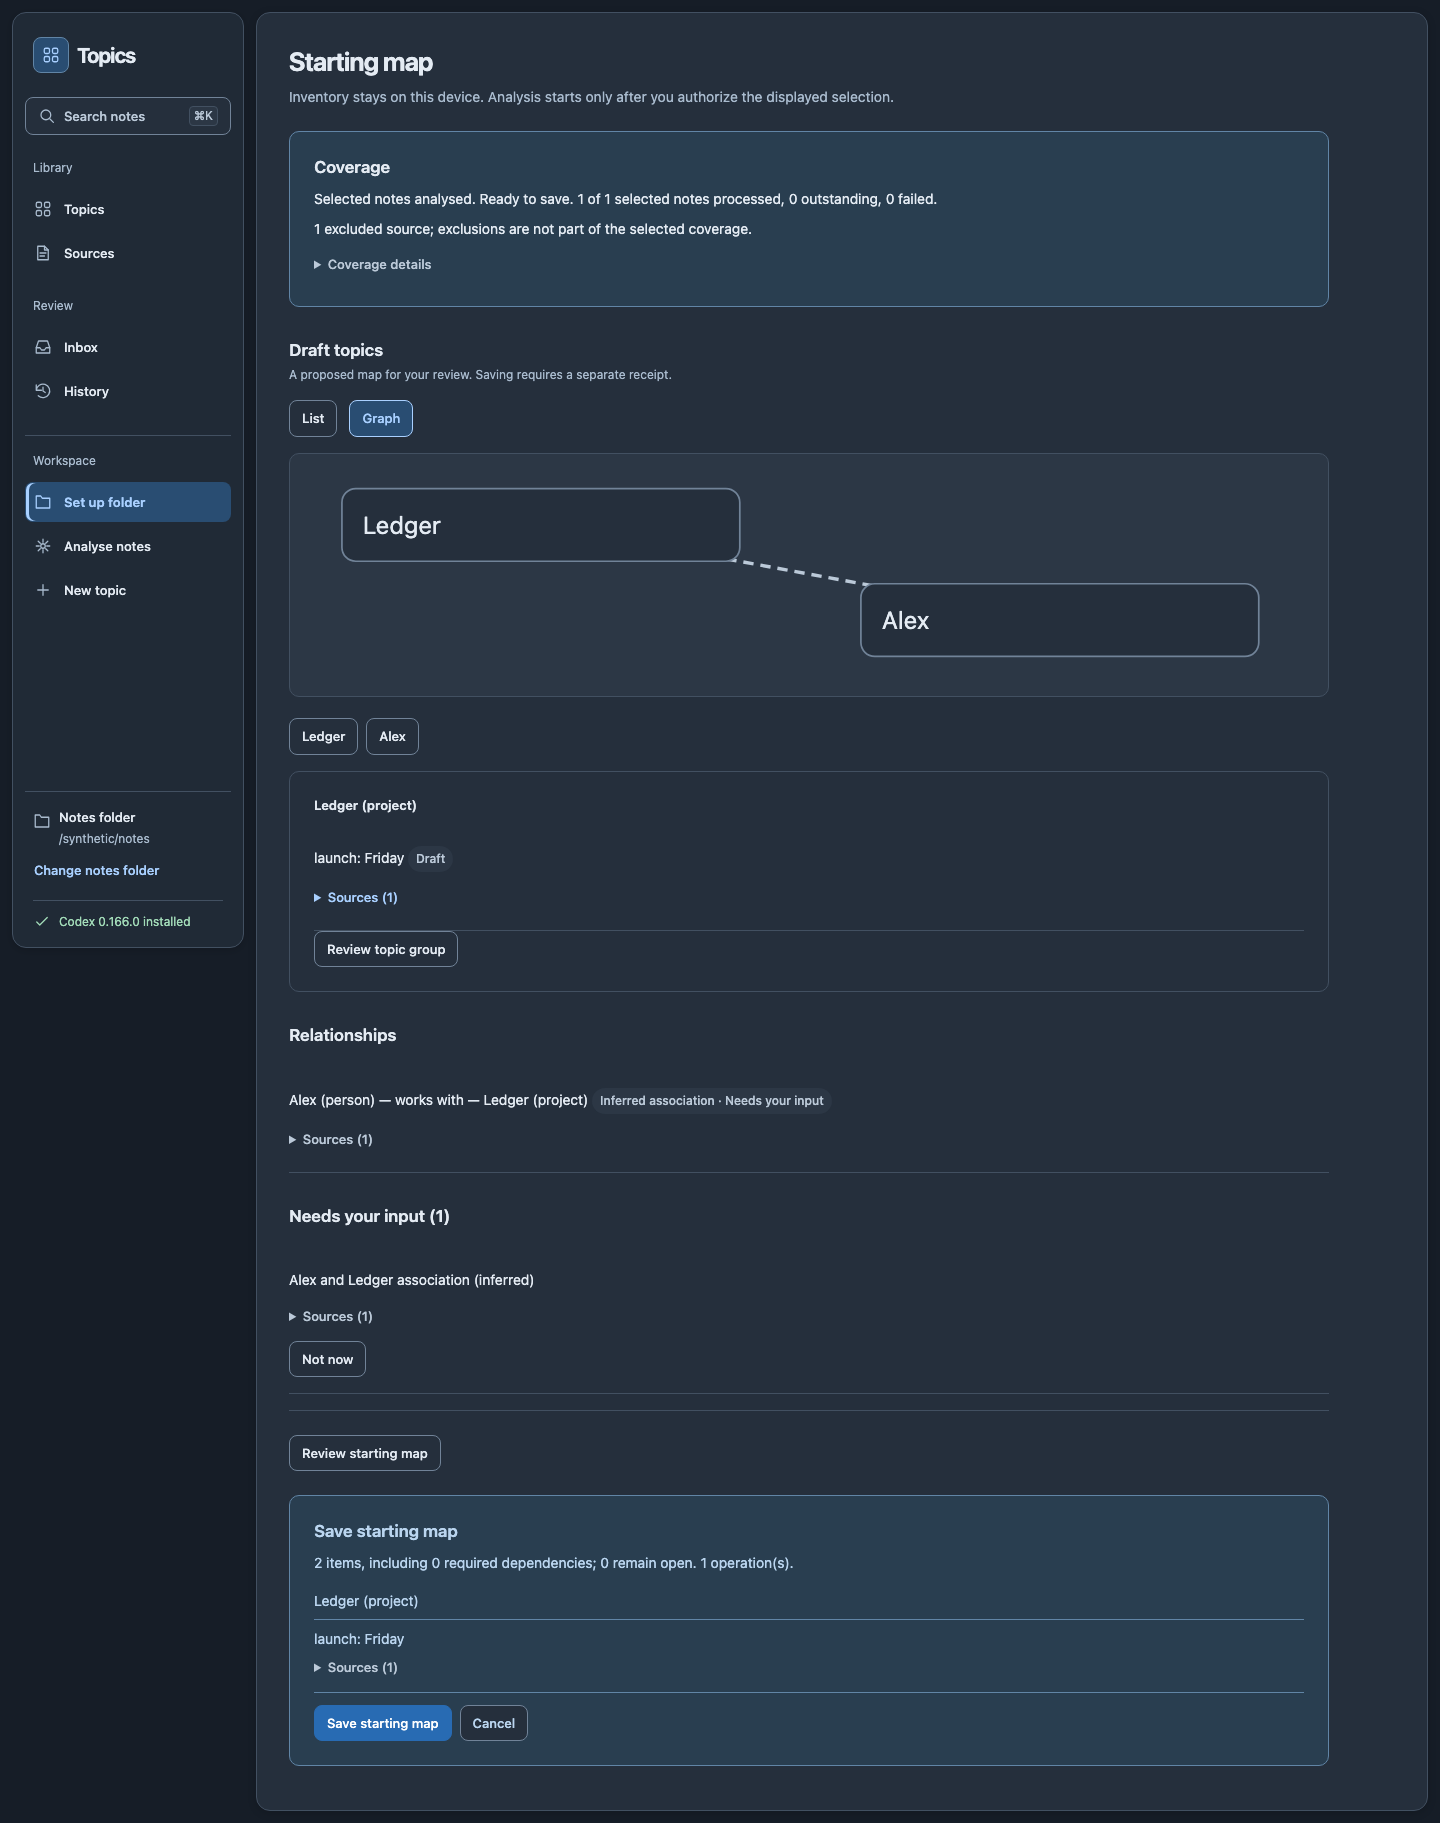 Topics
Search notes ⌘K
Library
Topics
Sources
Review
Inbox
History
Workspace
Set up folder
Analyse notes
New topic
Notes folder
/synthetic/notes
Change notes folder
Codex 0.166.0 installed
Starting map
Inventory stays on this device. Analysis starts only after you authorize the displayed selection.
Coverage
Selected notes analysed. Ready to save. 1 of 1 selected notes processed, 0 outstanding, 0 failed.
1 excluded source; exclusions are not part of the selected coverage.
Coverage details
Draft topics
A proposed map for your review. Saving requires a separate receipt.
List Graph
Ledger
Alex
Ledger Alex
Ledger (project)
launch: Friday Draft
Sources (1)
Review topic group
Relationships
Alex (person) — works with — Ledger (project) Inferred association · Needs your input
Sources (1)
Needs your input (1)
Alex and Ledger association (inferred)
Sources (1)
Not now
Review starting map
Save starting map
2 items, including 0 required dependencies; 0 remain open. 1 operation(s).
Ledger (project)
launch: Friday
Sources (1)
Save starting map Cancel